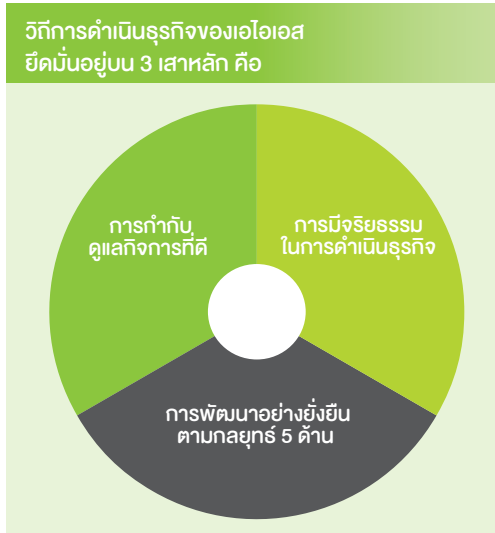 วิถีการดำเนินธุรกิจของเอไอเอส
ยึดมั่นอยู่บน 3 เสาหลัก คือ
การกำกับ
ดูแลกิจการที่ดี
การมีจริยธรรม
ในการดำเนินธุรกิจ
การพัฒนาอย่างยั่งยืน
ตามกลยุทธ์ 5 ด้าน